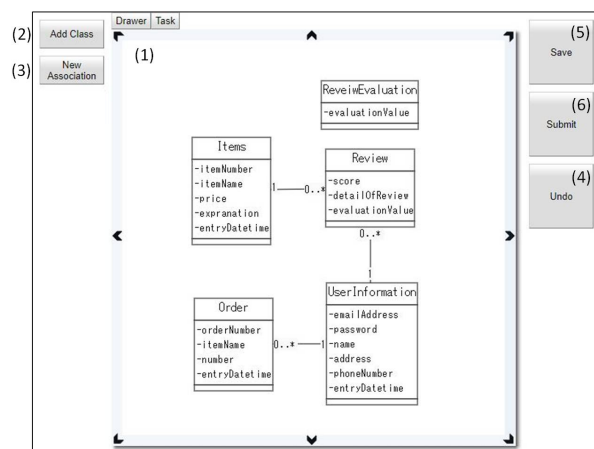 Drawer Task
(2) Add Class
(3) New
Association
(1)
(5)
Save
(6)
Submit
(4)
Undo
ReveiwEvaluation
-evaluationValue
Items
-itemNumber
-itemName
-price
-expranation
-entryDatetime
1 0..*
Review
-score
-detailOfReview
-evaluationValue
0..*
1
Order
-orderNumber
-itemName
-number
-entryDatetime
0..* 1
UserInformation
-emailAddress
-password
-name
-address
-phoneNumber
-entryDatetime